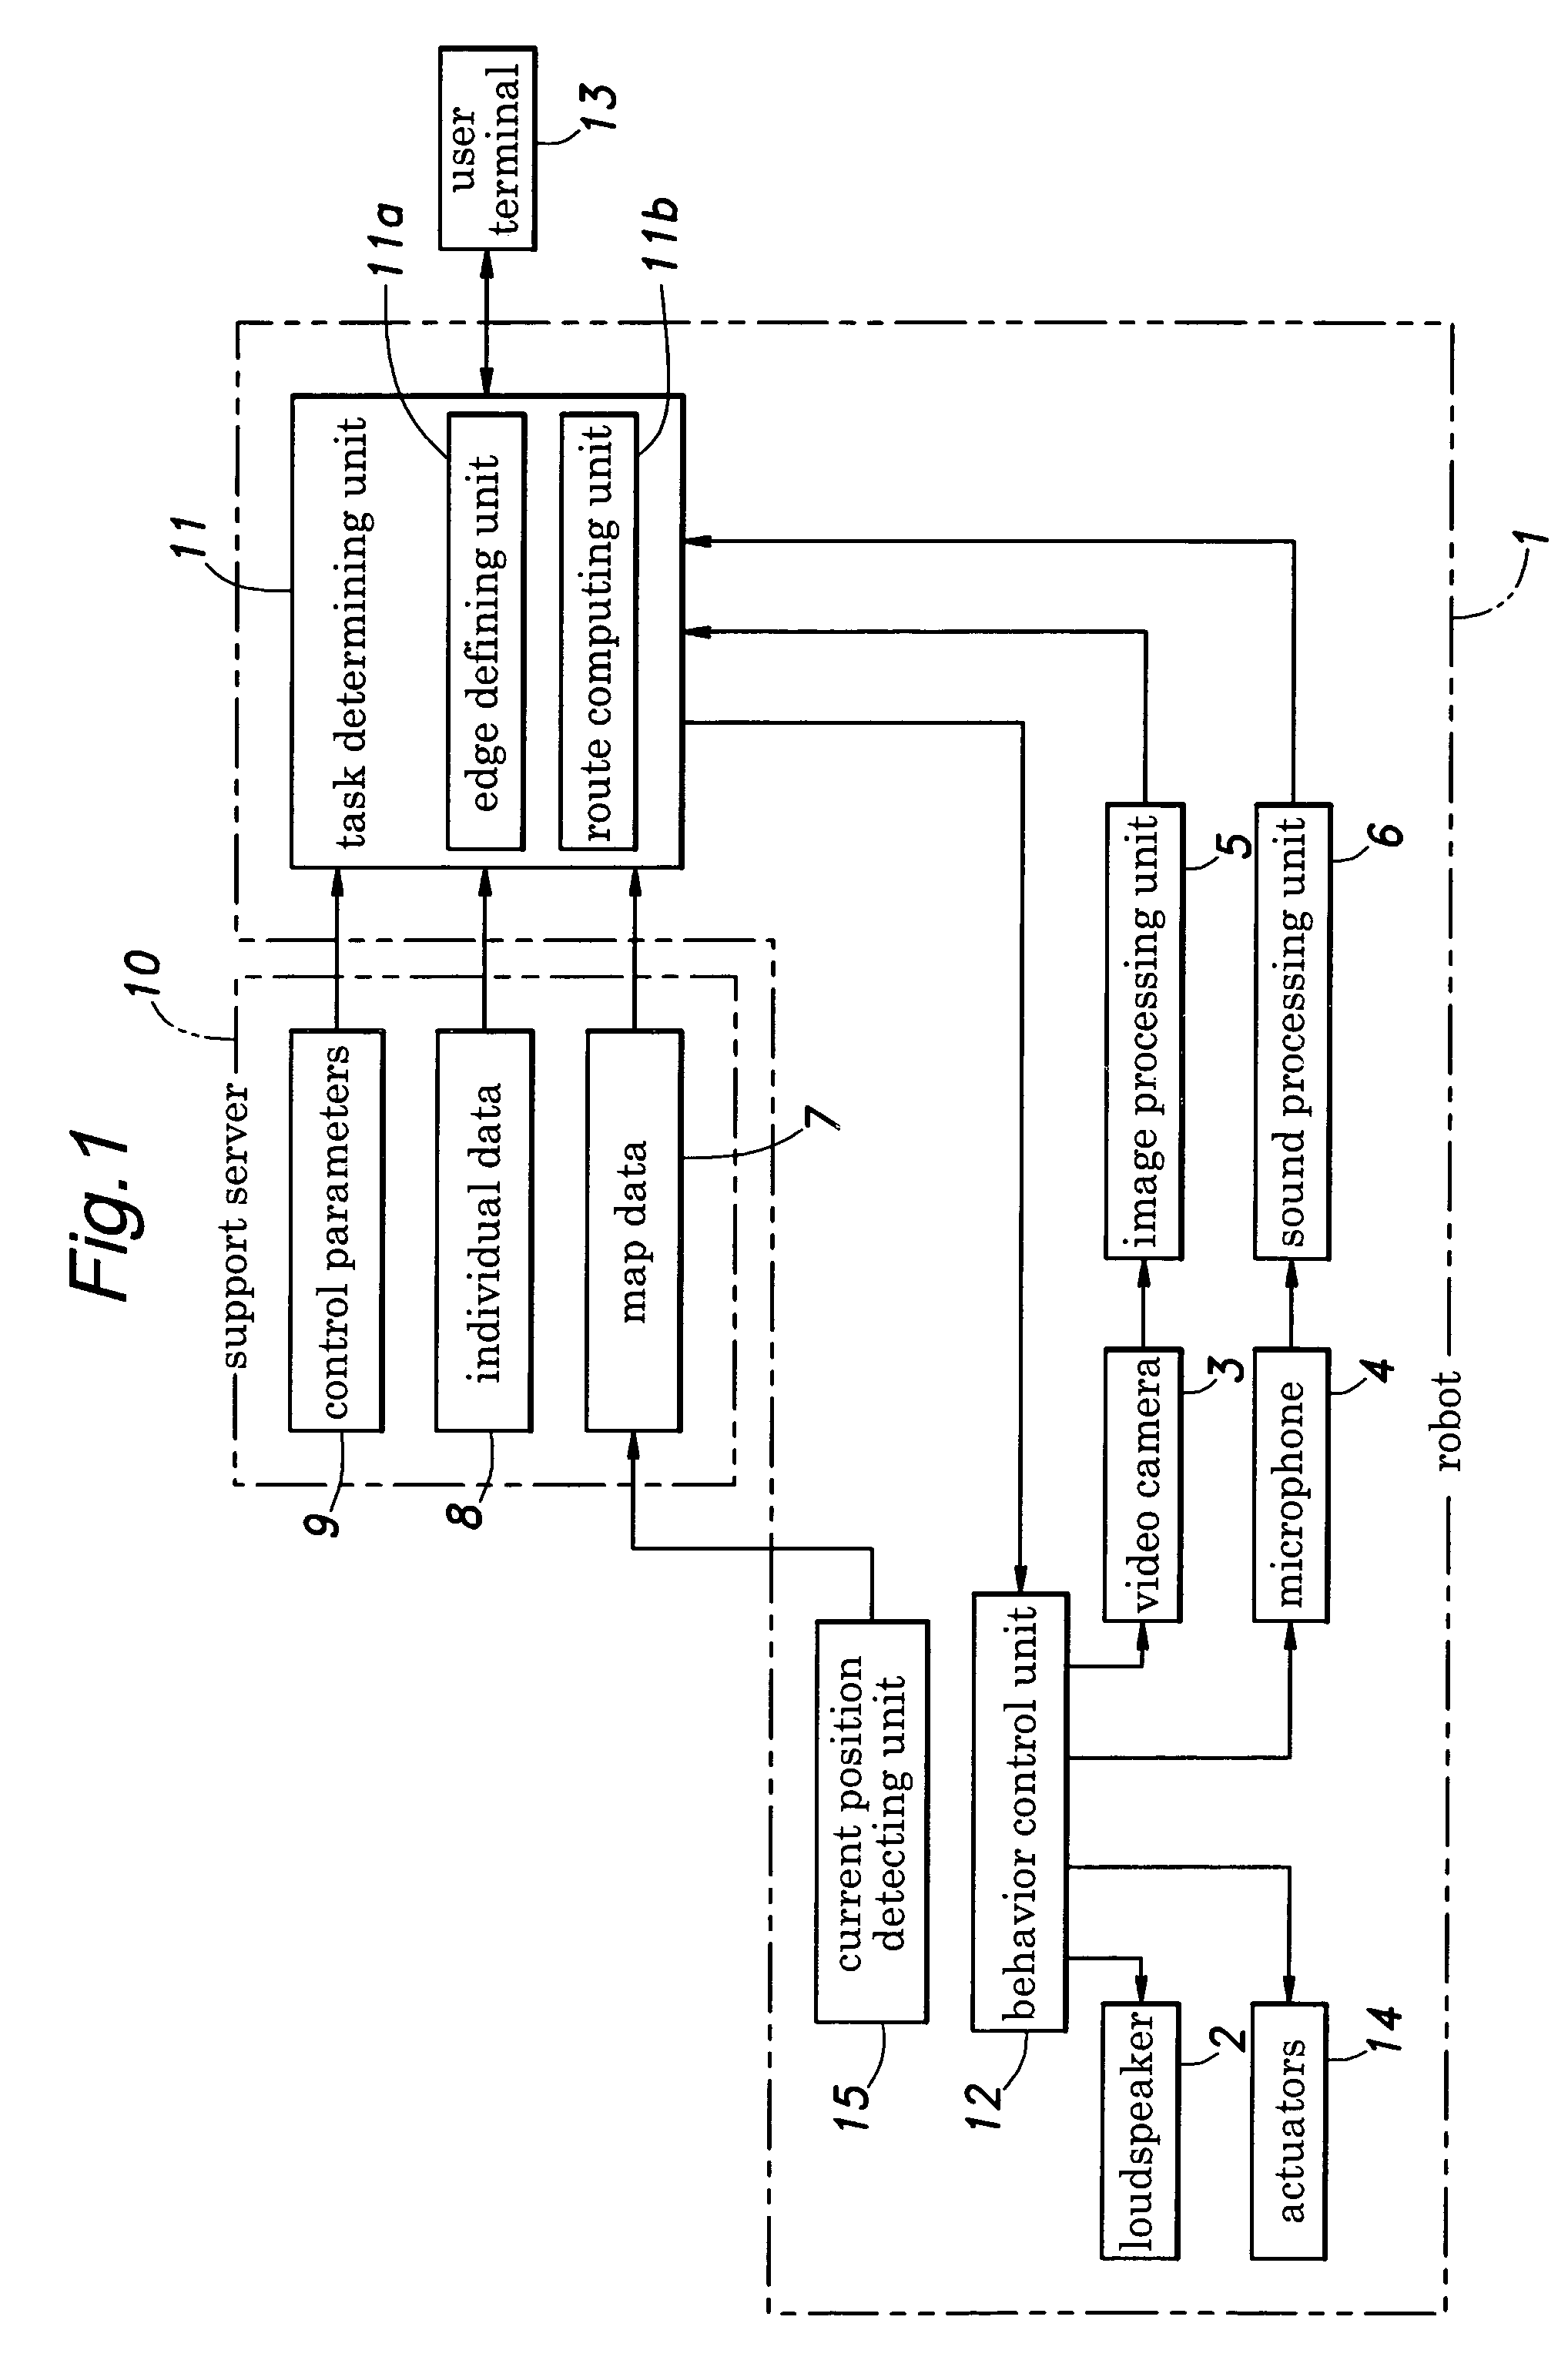 Fig.1
support server
10
control parameters
9
individual data
8
map data
7
11
task determining unit
edge defining unit
11a
route computing unit
11b
user
terminal
13
current position
detecting unit
15
behavior control unit
12
loudspeaker
2
actuators
14
video camera
3
microphone
4
image processing unit
5
sound processing unit
6
robot
1